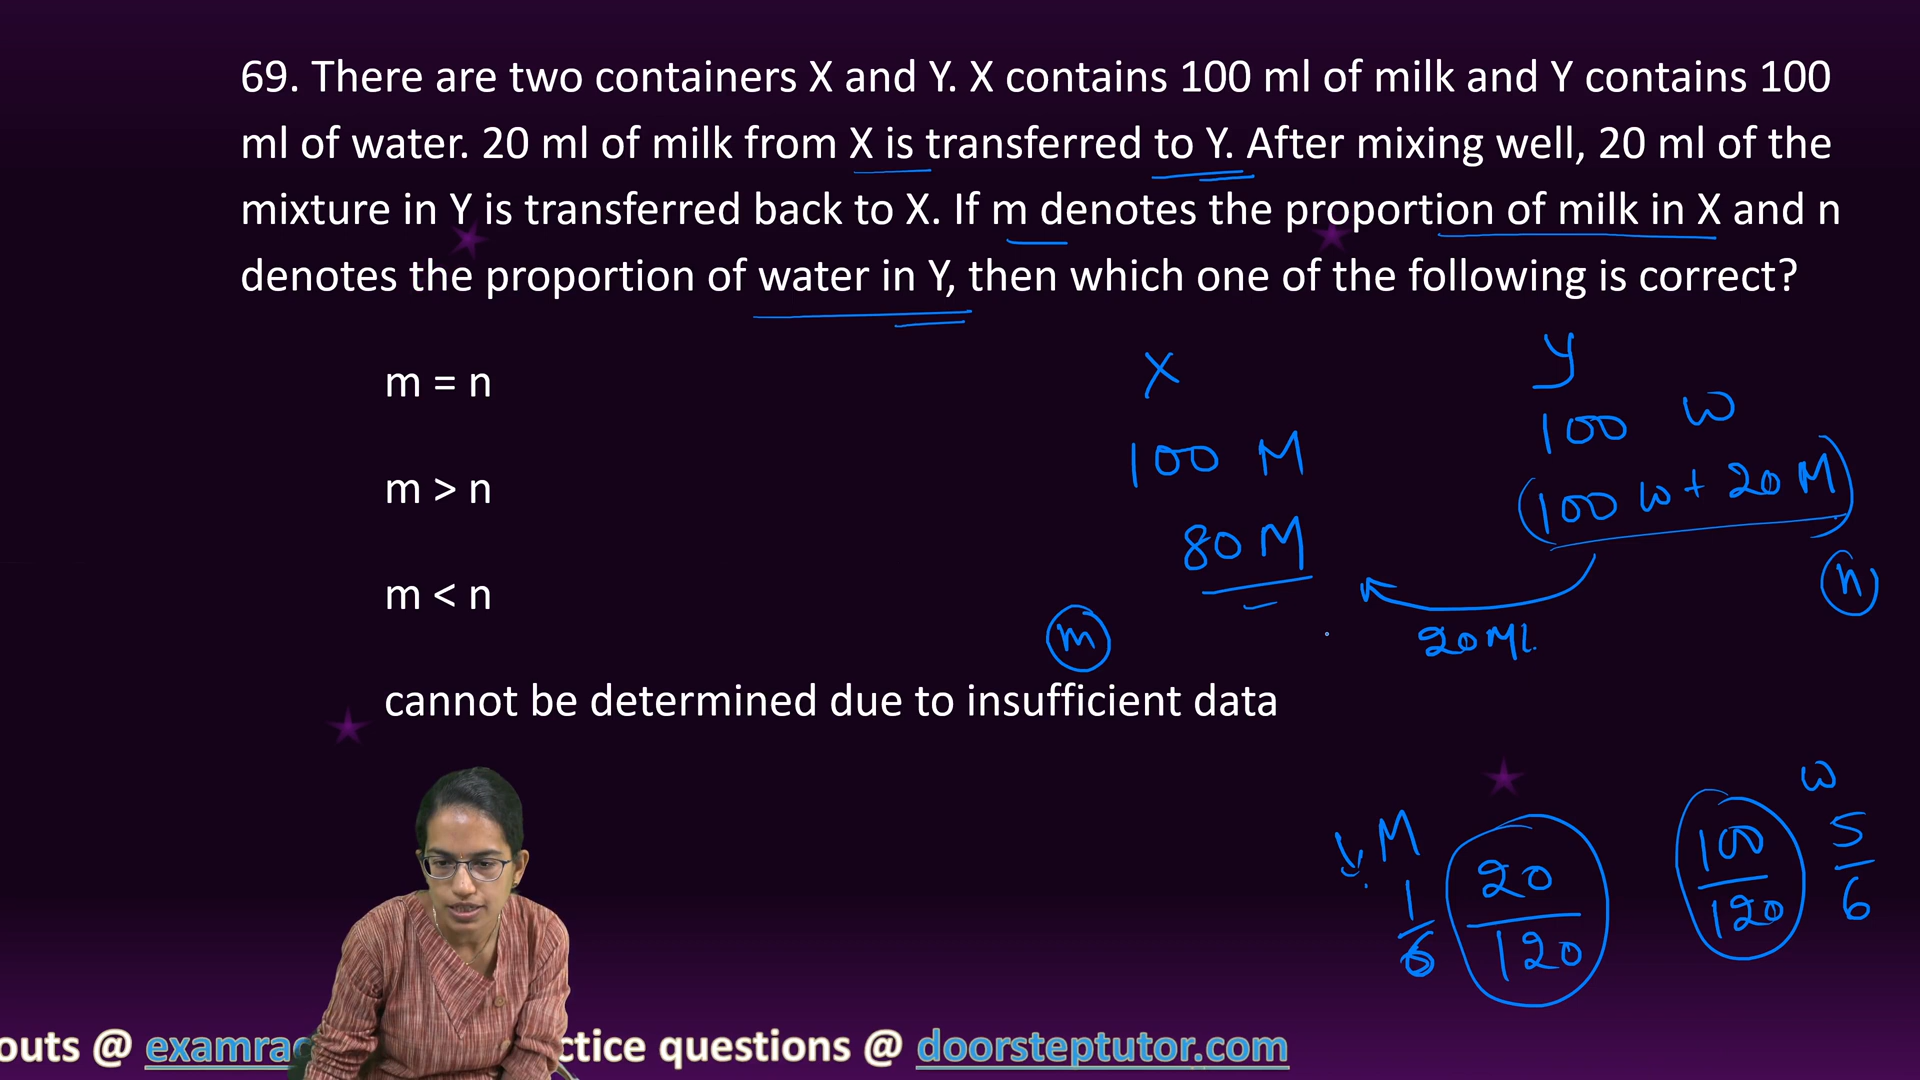 69. There are two containers X and Y. X contains 100 ml of milk and Y contains 100
ml of water. 20 ml of milk from X is transferred to Y. After mixing well, 20 ml of the
mixture in Y is transferred back to X. If m denotes the proportion of milk in X and n
denotes the proportion of water in Y, then which one of the following is correct?
X Y
m = n
100 W
100 M
(100 W + 20 M)
m > n
80 M
n
m < n
20 Ml.
m
cannot be determined due to insufficient data
M 1/6 20/120 100/120 W 5/6
outs @ examrac ctice questions @ doorsteptutor.com